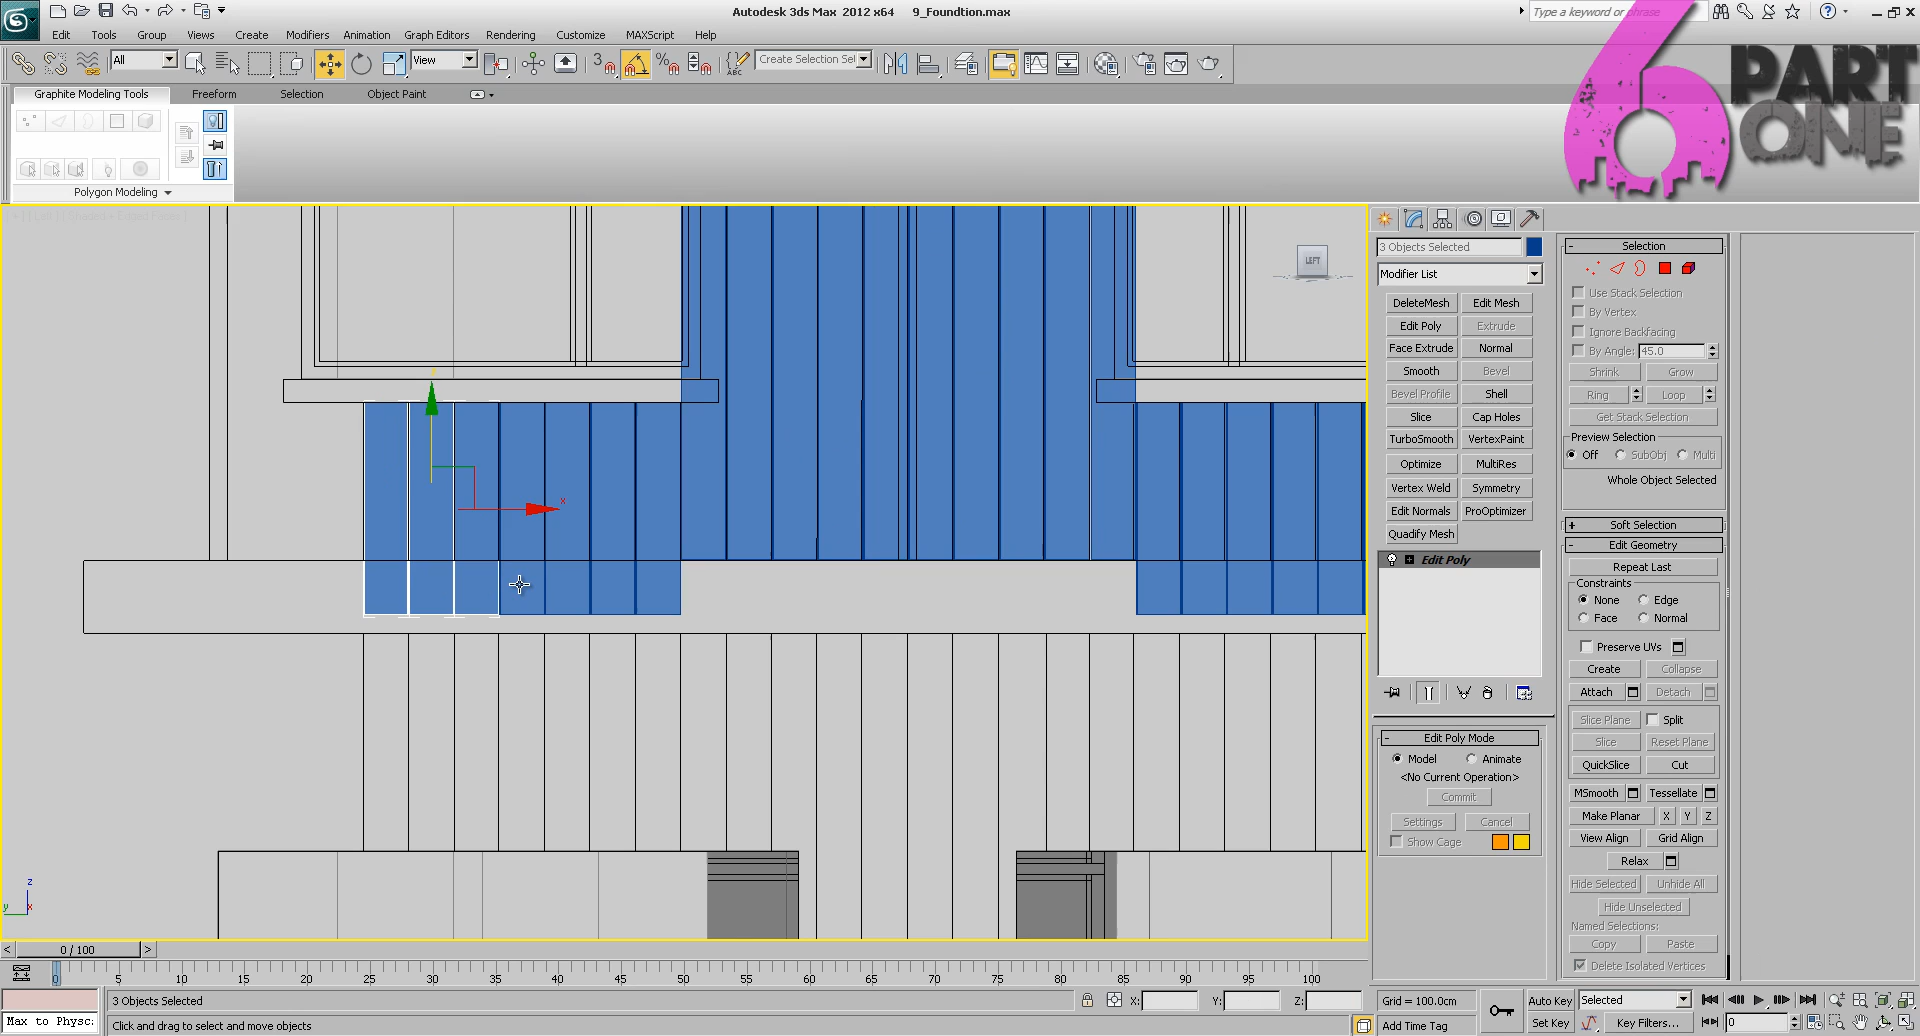 Autodesk 3ds Max 2012 x64 9_Foundtion.max
Type a keyword or phrase
Edit Tools Group Views Create Modifiers Animation Graph Editors Rendering Customize MAXScript Help
All View 3 ABC Create Selection Sel
Graphite Modeling Tools Freeform Selection Object Paint
Polygon Modeling
6 PART ONE
LEFT
x
z
y x
3 Objects Selected
Modifier List
DeleteMesh Edit Mesh
Edit Poly Extrude
Face Extrude Normal
Smooth Bevel
Bevel Profile Shell
Slice Cap Holes
TurboSmooth VertexPaint
Optimize MultiRes
Vertex Weld Symmetry
Edit Normals ProOptimizer
Quadify Mesh
Edit Poly
- Edit Poly Mode
Model Animate
<No Current Operation>
Commit
Settings Cancel
Show Cage
- Selection
Use Stack Selection
By Vertex
Ignore Backfacing
By Angle: 45.0
Shrink Grow
Ring Loop
Get Stack Selection
Preview Selection
Off SubObj Multi
Whole Object Selected
+ Soft Selection
- Edit Geometry
Repeat Last
Constraints
None Edge
Face Normal
Preserve UVs
Create Collapse
Attach Detach
Slice Plane Split
Slice Reset Plane
QuickSlice Cut
MSmooth Tessellate
Make Planar X Y Z
View Align Grid Align
Relax
Hide Selected Unhide All
Hide Unselected
Named Selections:
Copy Paste
Delete Isolated Vertices
< 0 / 100 >
0 5 10 15 20 25 30 35 40 45 50 55 60 65 70 75 80 85 90 95 100
3 Objects Selected X: Y: Z: Grid = 100.0cm Auto Key Selected
Max to Physc: Click and drag to select and move objects Add Time Tag Set Key Key Filters... 0